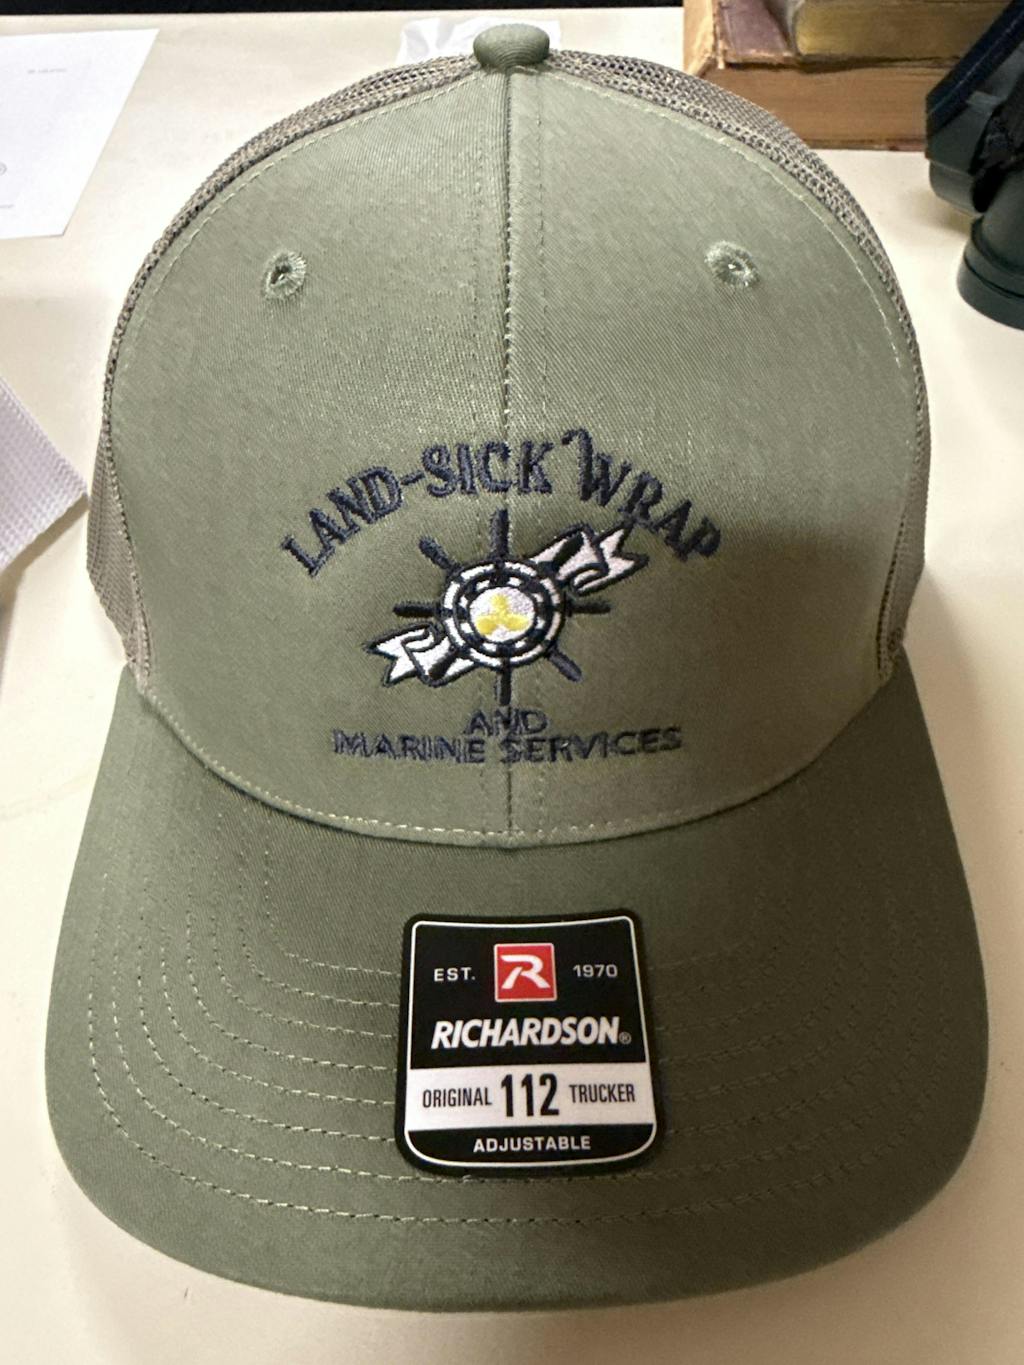 LAND-SICK WRAP
AND
MARINE SERVICES
EST. R 1970
RICHARDSON®
ORIGINAL 112 TRUCKER
ADJUSTABLE